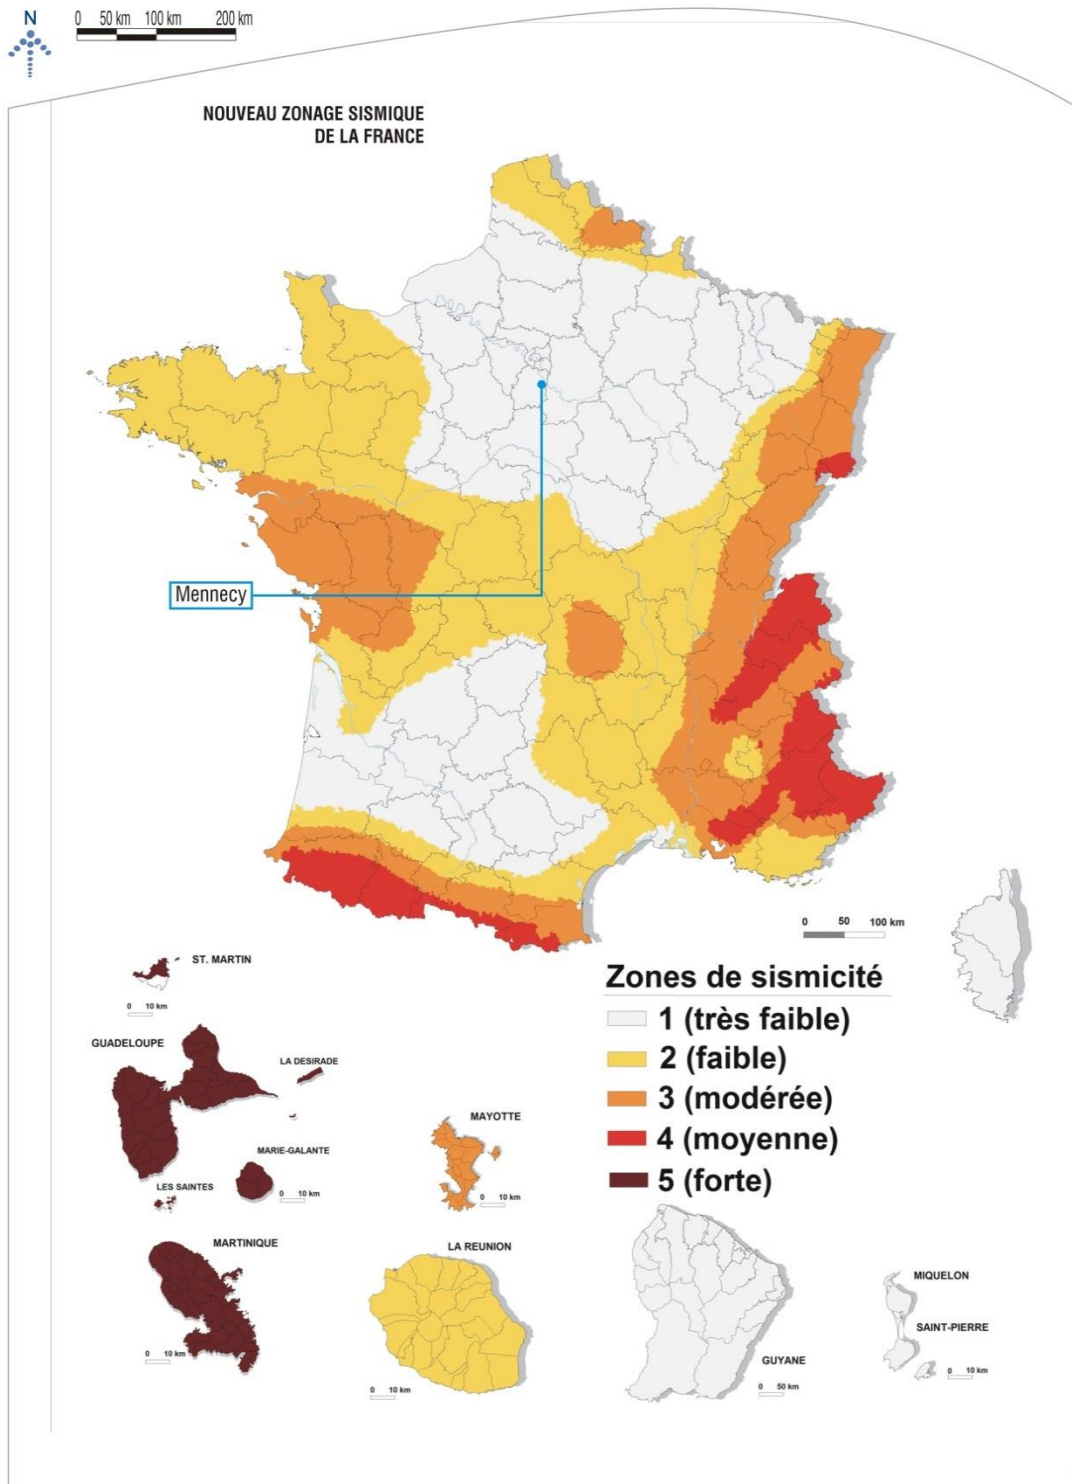 N
0 50 km 100 km 200 km
NOUVEAU ZONAGE SISMIQUE
DE LA FRANCE
Mennecy
0 50 100 km
ST. MARTIN
0 10 km
GUADELOUPE
LA DESIRADE
MARIE-GALANTE
0 10 km
LES SAINTES
MARTINIQUE
0 10 km
MAYOTTE
0 10 km
LA REUNION
0 10 km
Zones de sismicité
1 (très faible)
2 (faible)
3 (modérée)
4 (moyenne)
5 (forte)
GUYANE
0 50 km
MIQUELON
SAINT-PIERRE
0 10 km